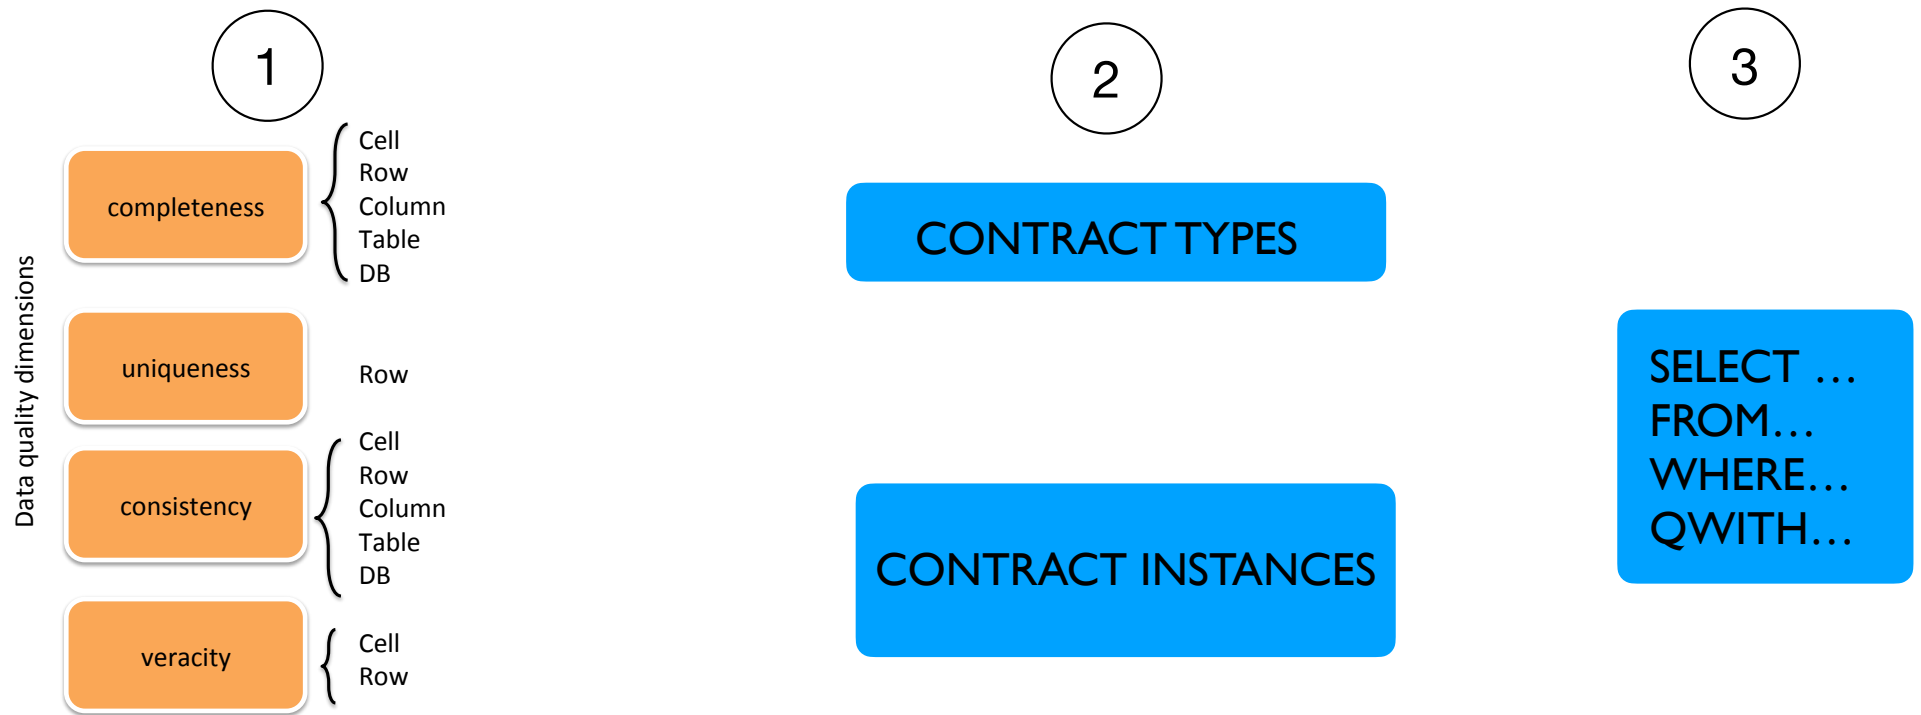 1
Data quality dimensions
completeness
Cell
Row
Column
Table
DB
uniqueness
Row
consistency
Cell
Row
Column
Table
DB
veracity
Cell
Row
2
CONTRACT TYPES
CONTRACT INSTANCES
3
SELECT …
FROM…
WHERE…
QWITH…